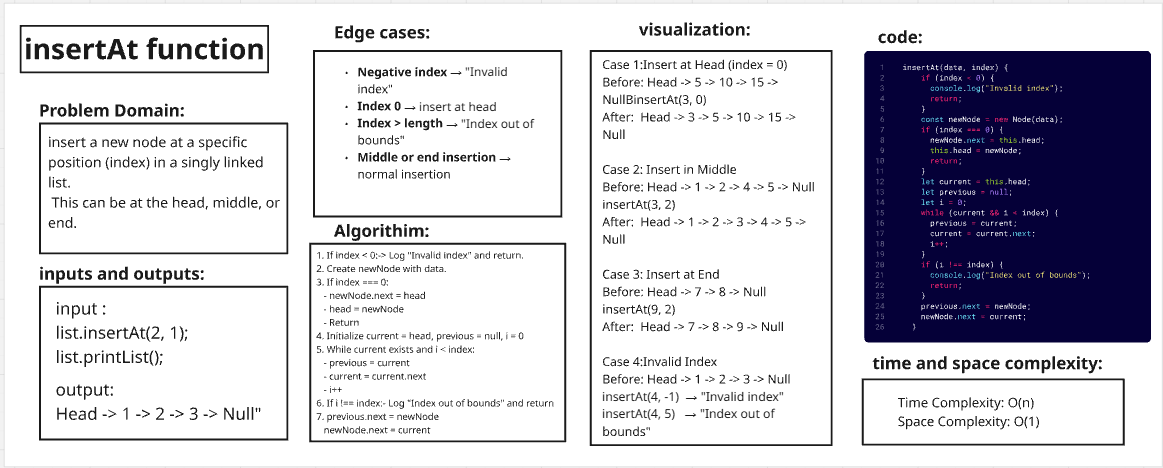 insertAt function
Problem Domain:
insert a new node at a specific
position (index) in a singly linked
list.
This can be at the head, middle, or
end.
inputs and outputs:
input :
list.insertAt(2, 1);
list.printList();
output:
Head -> 1 -> 2 -> 3 -> Null"
Edge cases:
• Negative index → "Invalid
index"
• Index 0 → insert at head
• Index > length → "Index out of
bounds"
• Middle or end insertion →
normal insertion
Algorithim:
1. If index < 0:-> Log "Invalid index" and return.
2. Create newNode with data.
3. If index === 0:
- newNode.next = head
- head = newNode
- Return
4. Initialize current = head, previous = null, i = 0
5. While current exists and i < index:
- previous = current
- current = current.next
- i++
6. If i !== index:- Log "Index out of bounds" and return
7. previous.next = newNode
newNode.next = current
visualization:
Case 1:Insert at Head (index = 0)
Before: Head -> 5 -> 10 -> 15 ->
NullBinsertAt(3, 0)
After:  Head -> 3 -> 5 -> 10 -> 15 ->
Null
Case 2: Insert in Middle
Before: Head -> 1 -> 2 -> 4 -> 5 -> Null
insertAt(3, 2)
After:  Head -> 1 -> 2 -> 3 -> 4 -> 5 ->
Null
Case 3: Insert at End
Before: Head -> 7 -> 8 -> Null
insertAt(9, 2)
After:  Head -> 7 -> 8 -> 9 -> Null
Case 4:Invalid Index
Before: Head -> 1 -> 2 -> 3 -> Null
insertAt(4, -1)  → "Invalid index"
insertAt(4, 5)   → "Index out of
bounds"
code:
1 insertAt(data, index) {
2 if (index < 0) {
3 console.log("Invalid index");
4 return;
5 }
6 const newNode = new Node(data);
7 if (index === 0) {
8 newNode.next = this.head;
9 this.head = newNode;
10 return;
11 }
12 let current = this.head;
13 let previous = null;
14 let i = 0;
15 while (current && i < index) {
16 previous = current;
17 current = current.next;
18 i++;
19 }
20 if (i !== index) {
21 console.log("Index out of bounds");
22 return;
23 }
24 previous.next = newNode;
25 newNode.next = current;
26 }
time and space complexity:
Time Complexity: O(n)
Space Complexity: O(1)